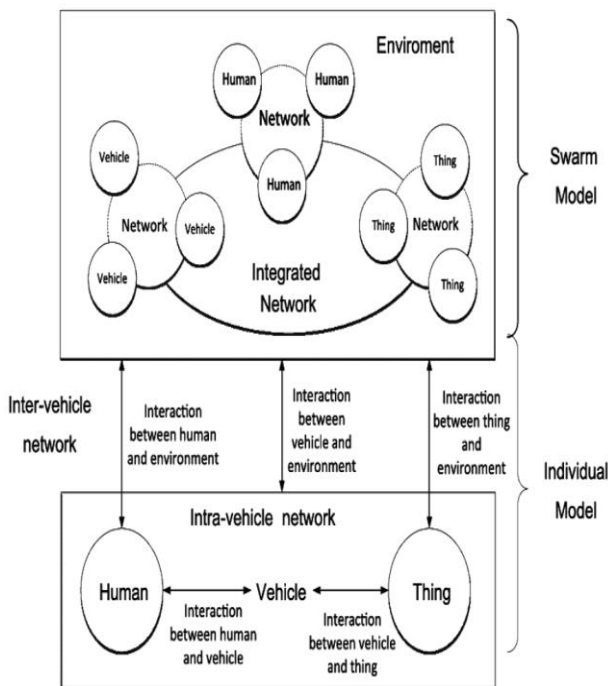 Enviroment
Human
Human
Network
Human
Vehicle
Network
Vehicle
Vehicle
Thing
Thing
Network
Thing
Integrated
Network
Swarm
Model
Inter-vehicle
network
Interaction
between human
and environment
Interaction
between
vehicle and
environment
Interaction
between thing
and
environment
Individual
Model
Intra-vehicle network
Human
Vehicle
Thing
Interaction
between human
and vehicle
Interaction
between vehicle
and thing